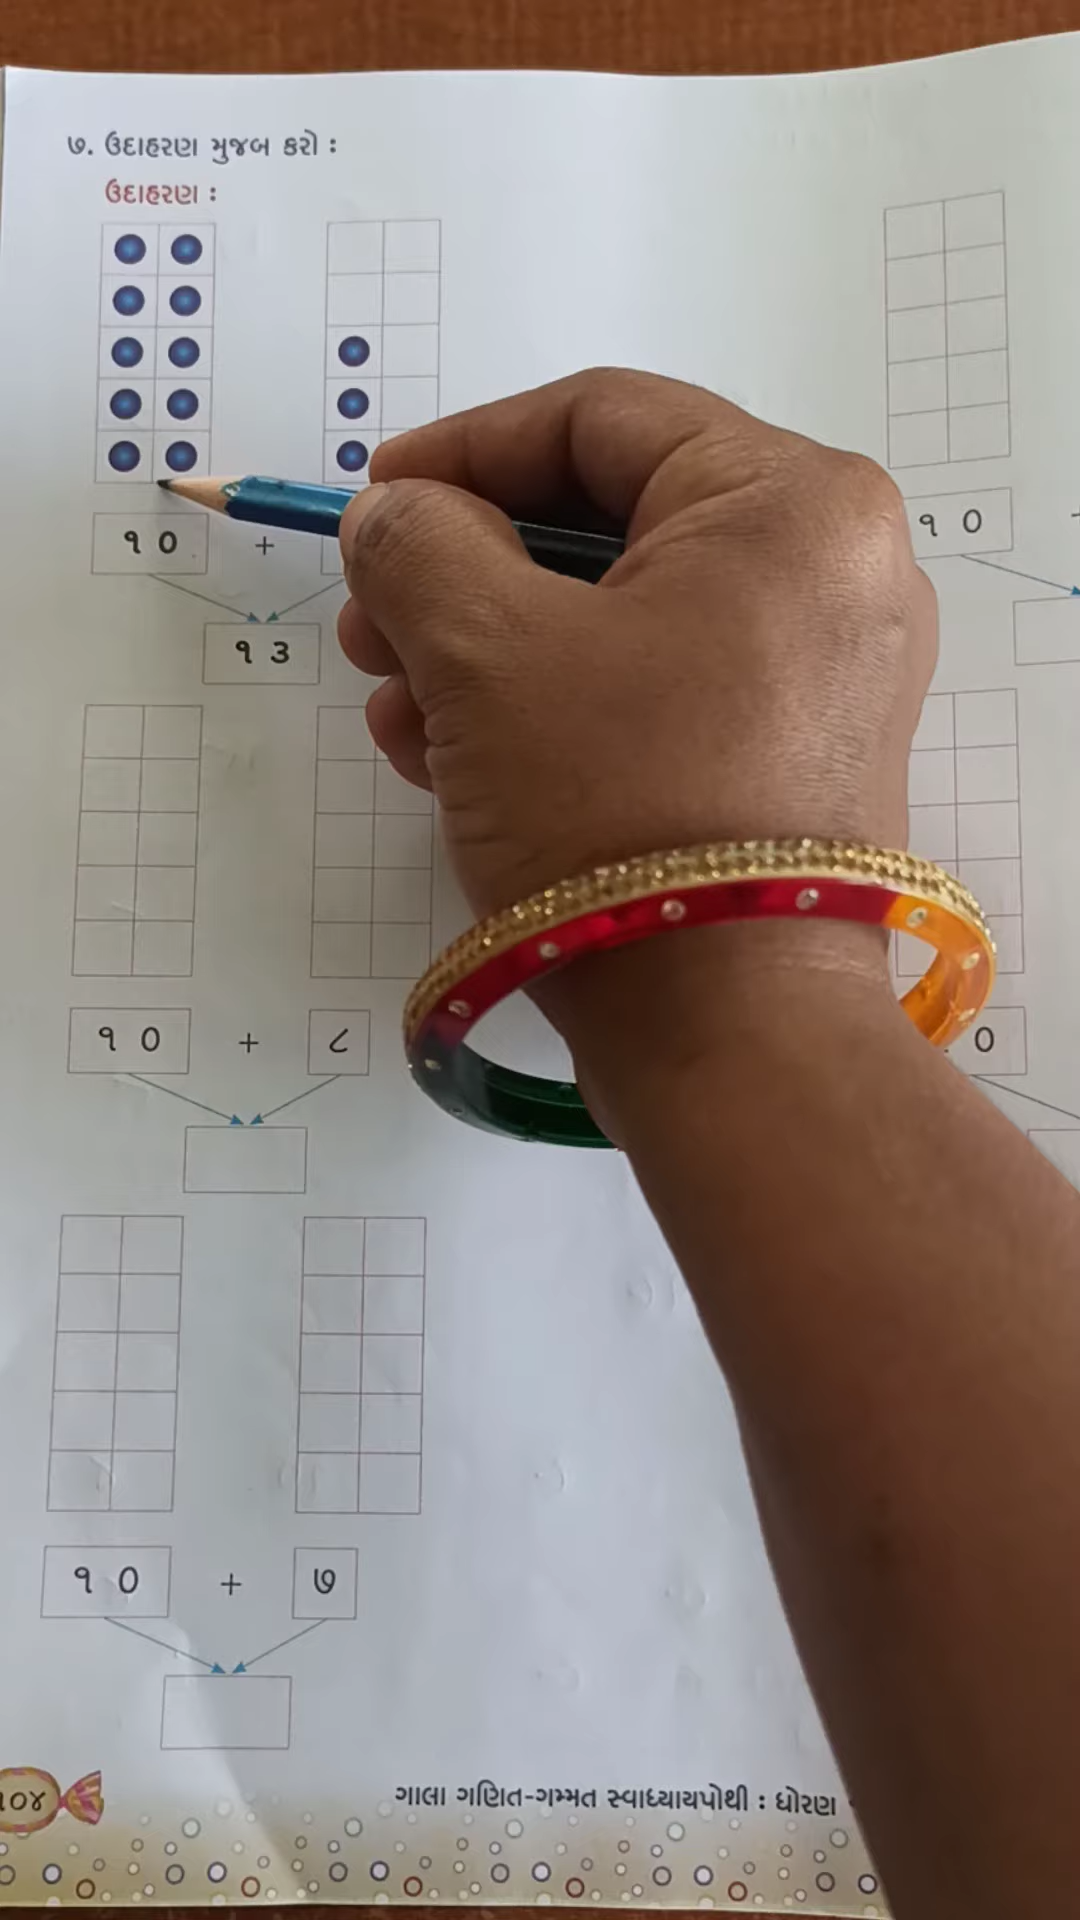 ૭. ઉદાહરણ મુજબ કરો :
ઉદાહરણ :
૧૦ +
૧૩
૧૦
૧૦ + ૮
૦
૧૦ + ૭
૧૦૪
ગાલા ગણિત-ગમ્મત સ્વાધ્યાયપોથી : ધોરણ